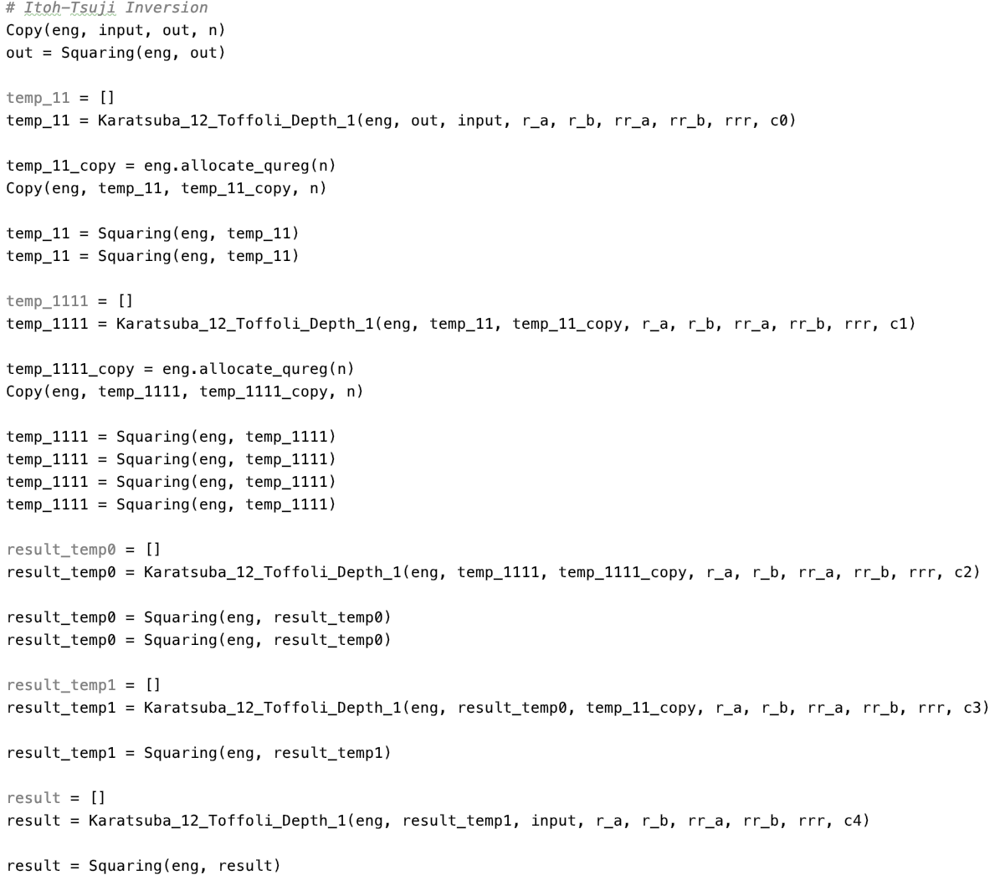 # Itoh-Tsuji Inversion
Copy(eng, input, out, n)
out = Squaring(eng, out)
temp_11 = []
temp_11 = Karatsuba_12_Toffoli_Depth_1(eng, out, input, r_a, r_b, rr_a, rr_b, rrr, c0)
temp_11_copy = eng.allocate_qureg(n)
Copy(eng, temp_11, temp_11_copy, n)
temp_11 = Squaring(eng, temp_11)
temp_11 = Squaring(eng, temp_11)
temp_1111 = []
temp_1111 = Karatsuba_12_Toffoli_Depth_1(eng, temp_11, temp_11_copy, r_a, r_b, rr_a, rr_b, rrr, c1)
temp_1111_copy = eng.allocate_qureg(n)
Copy(eng, temp_1111, temp_1111_copy, n)
temp_1111 = Squaring(eng, temp_1111)
temp_1111 = Squaring(eng, temp_1111)
temp_1111 = Squaring(eng, temp_1111)
temp_1111 = Squaring(eng, temp_1111)
result_temp0 = []
result_temp0 = Karatsuba_12_Toffoli_Depth_1(eng, temp_1111, temp_1111_copy, r_a, r_b, rr_a, rr_b, rrr, c2)
result_temp0 = Squaring(eng, result_temp0)
result_temp0 = Squaring(eng, result_temp0)
result_temp1 = []
result_temp1 = Karatsuba_12_Toffoli_Depth_1(eng, result_temp0, temp_11_copy, r_a, r_b, rr_a, rr_b, rrr, c3)
result_temp1 = Squaring(eng, result_temp1)
result = []
result = Karatsuba_12_Toffoli_Depth_1(eng, result_temp1, input, r_a, r_b, rr_a, rr_b, rrr, c4)
result = Squaring(eng, result)